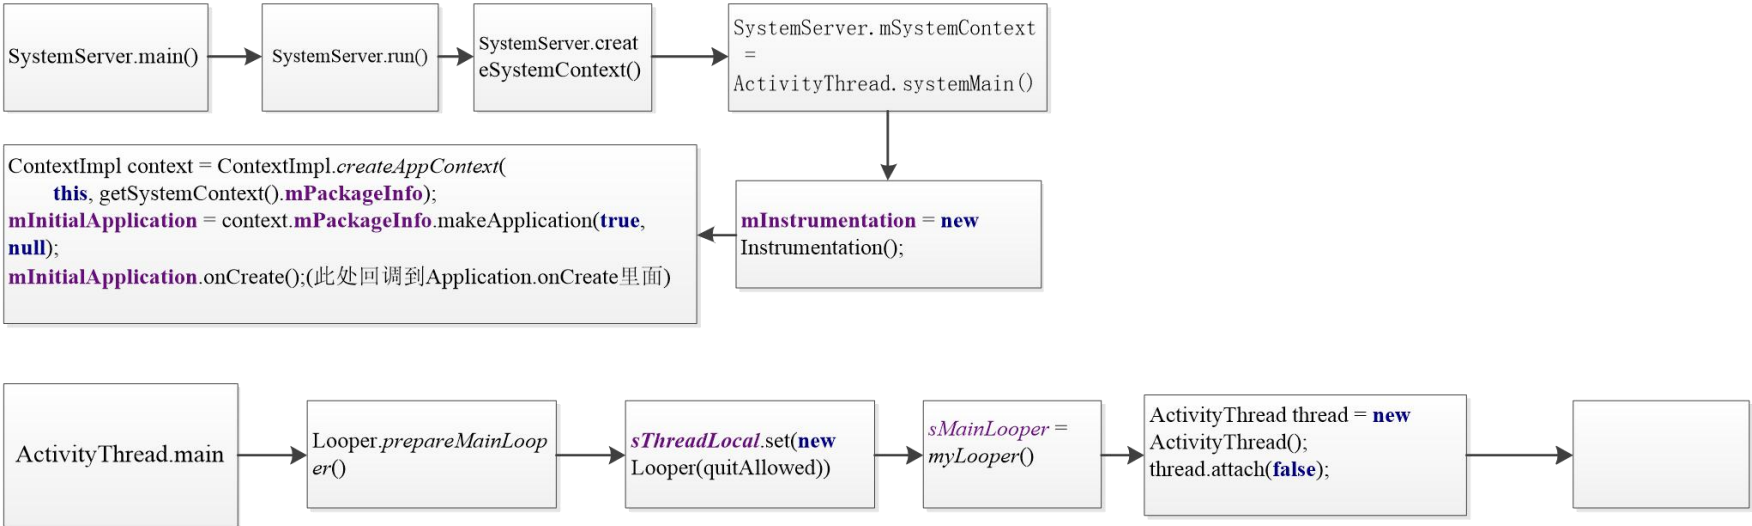 SystemServer.main()
SystemServer.run()
SystemServer.creat
eSystemContext()
SystemServer.mSystemContext
=
ActivityThread.systemMain()
ContextImpl context = ContextImpl.createAppContext(
this, getSystemContext().mPackageInfo);
mInitialApplication = context.mPackageInfo.makeApplication(true,
null);
mInitialApplication.onCreate();(此处回调到Application.onCreate里面)
mInstrumentation = new
Instrumentation();
ActivityThread.main
Looper.prepareMainLoop
er()
sThreadLocal.set(new
Looper(quitAllowed))
sMainLooper =
myLooper()
ActivityThread thread = new
ActivityThread();
thread.attach(false);